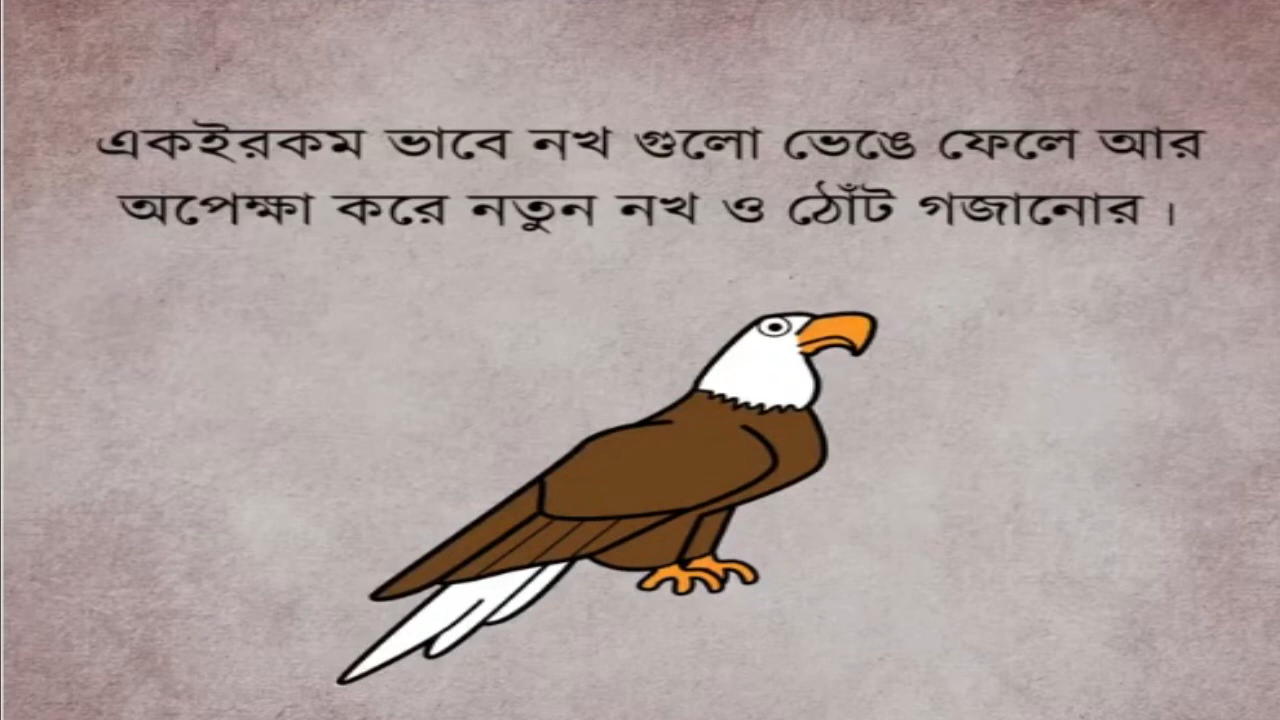 একইরকম ভাবে নখ গুলো ভেঙে ফেলে আর
অপেক্ষা করে নতুন নখ ও ঠোঁট গজানোর ।